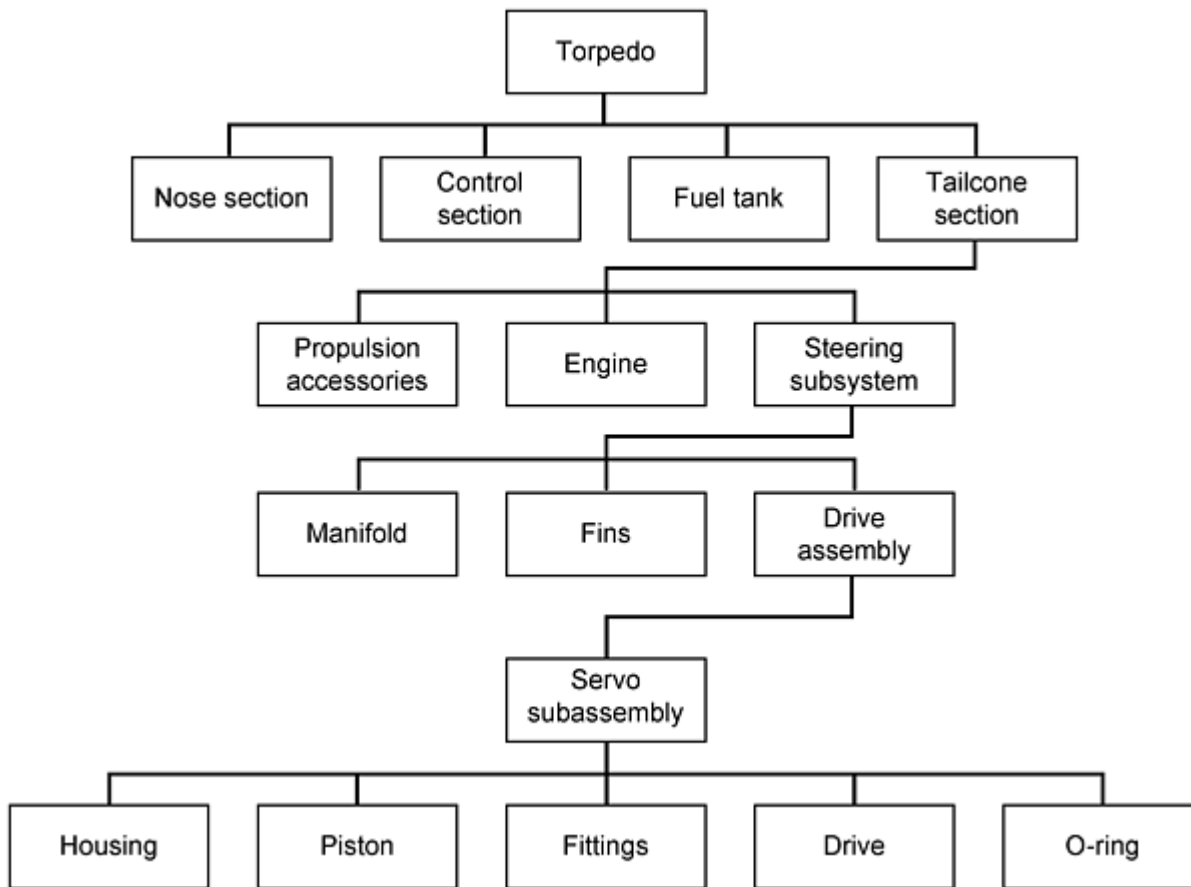 Torpedo
Nose section
Control
section
Fuel tank
Tailcone
section
Propulsion
accessories
Engine
Steering
subsystem
Manifold
Fins
Drive
assembly
Servo
subassembly
Housing
Piston
Fittings
Drive
O-ring